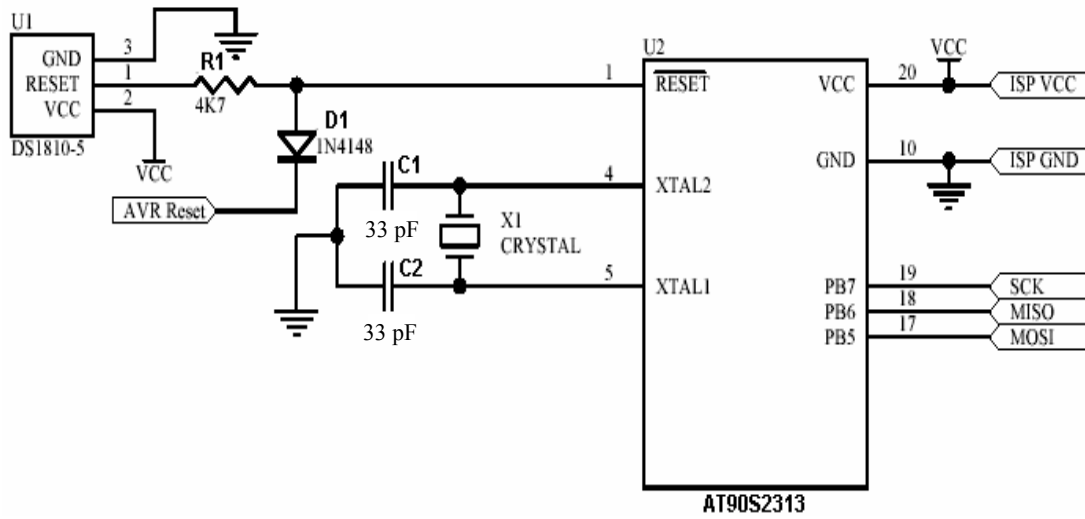 U1
GND
3
RESET
1
VCC
2
DS1810-5
VCC
R1
4K7
D1
1N4148
AVR Reset
C1
33 pF
C2
33 pF
X1
CRYSTAL
U2
1
RESET
4
XTAL2
5
XTAL1
VCC
20
VCC
ISP VCC
GND
10
ISP GND
PB7
19
SCK
PB6
18
MISO
PB5
17
MOSI
AT90S2313